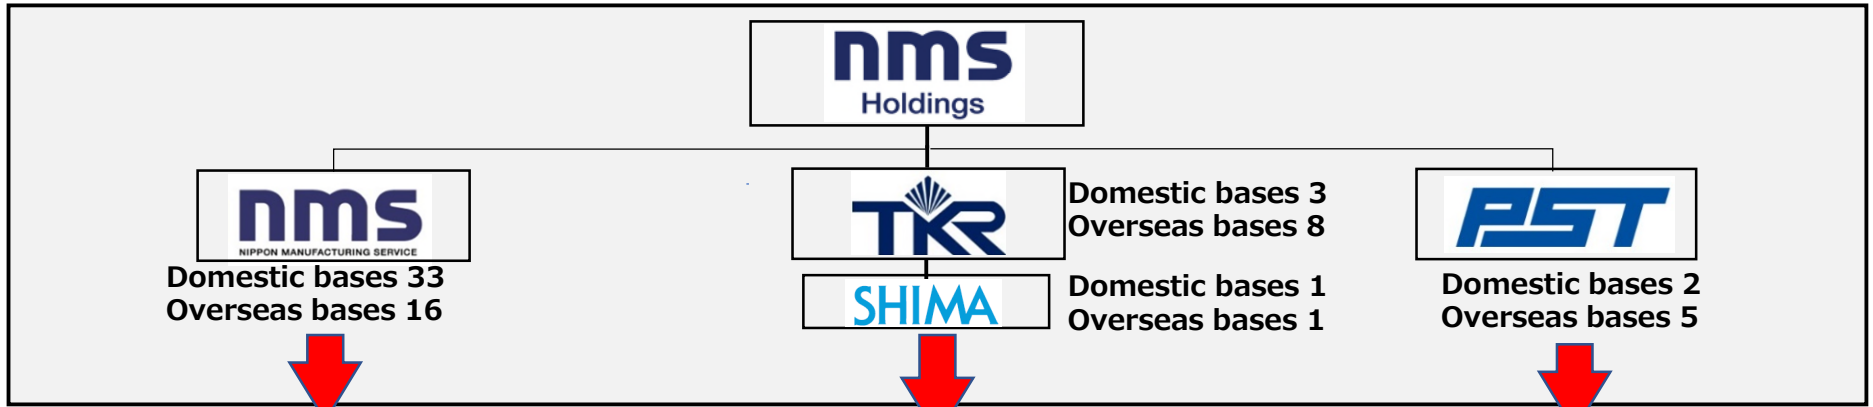 nms
Holdings
nms
NIPPON MANUFACTURING SERVICE
Domestic bases 33
Overseas bases 16
TKR
Domestic bases 3
Overseas bases 8
SHIMA
Domestic bases 1
Overseas bases 1
PST
Domestic bases 2
Overseas bases 5